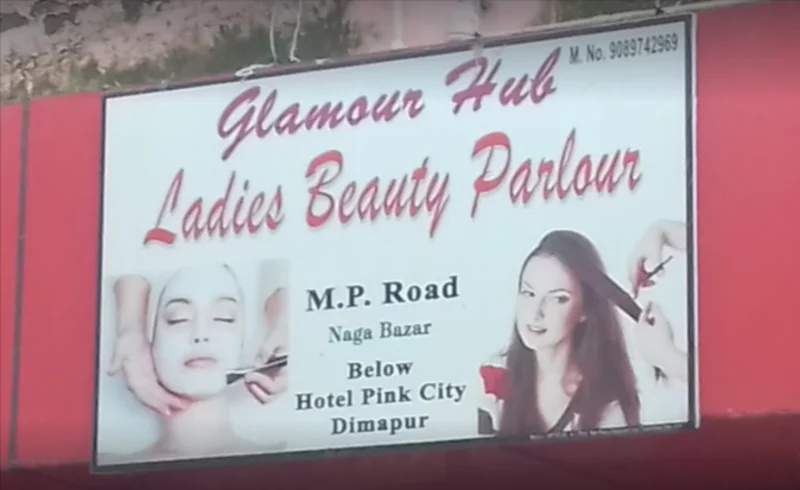 M. No. 9089742969
Glamour Hub
Ladies Beauty Parlour
M.P. Road
Naga Bazar
Below
Hotel Pink City
Dimapur